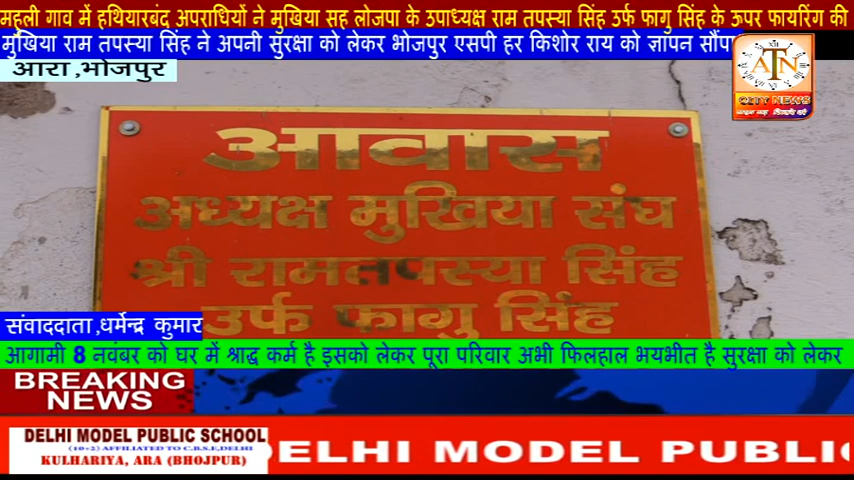 महुली गाव में हथियारबंद अपराधियों ने मुखिया सह लोजपा के उपाध्यक्ष राम तपस्या सिंह उर्फ फागु सिंह के ऊपर फायरिंग की
मुखिया राम तपस्या सिंह ने अपनी सुरक्षा को लेकर भोजपुर एसपी हर किशोर राय को ज्ञापन सौंपा
आरा ,भोजपुर
ATN
CITY NEWS
आवास
अध्यक्ष मुखिया संघ
श्री रामतपस्या सिंह
उर्फ फागु सिंह
संवाददाता ,धर्मेन्द्र कुमार
आगामी 8 नवंबर को घर में श्राद्ध कर्म है इसको लेकर पूरा परिवार अभी फिलहाल भयभीत है सुरक्षा को लेकर
BREAKING
NEWS
DELHI MODEL PUBLIC SCHOOL
(10+2) AFFILIATED TO C.B.S.E,DELHI
KULHARIYA, ARA (BHOJPUR)
ELHI MODEL PUBLIC